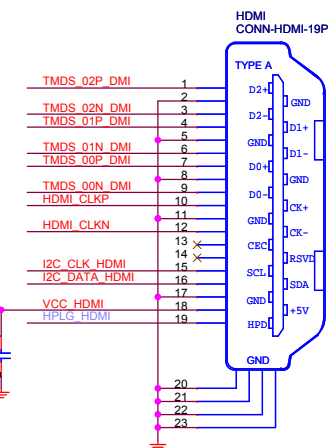 HDMI
CONN-HDMI-19P
TYPE A
TMDS_02P_DMI 1 D2+
2 GND
TMDS_02N_DMI 3 D2-
TMDS_01P_DMI 4 D1+
5 GND
TMDS_01N_DMI 6 D1-
TMDS_00P_DMI 7 D0+
8 GND
TMDS_00N_DMI 9 D0-
HDMI_CLKP 10 CK+
11 GND
HDMI_CLKN 12 CK-
13 CEC
14 RSVD
I2C_CLK_HDMI 15 SCL
I2C_DATA_HDMI 16 SDA
17 GND
VCC_HDMI 18 +5V
HPLG_HDMI 19 HPD
GND
20
21
22
23